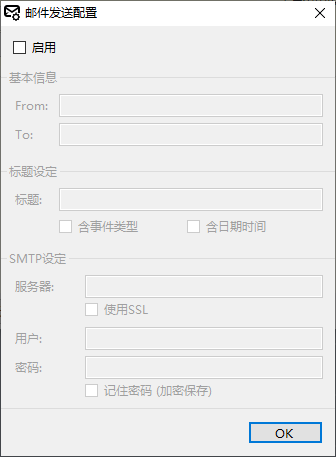 邮件发送配置
启用
基本信息
From:
To:
标题设定
标题:
含事件类型 含日期时间
SMTP设定
服务器:
使用SSL
用户:
密码:
记住密码 (加密保存)
OK